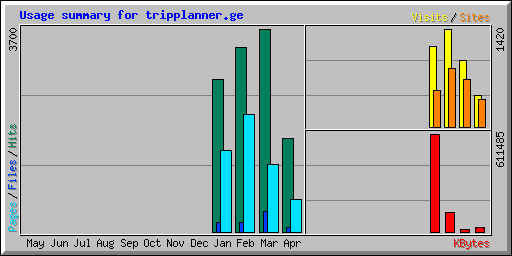 Usage summary for tripplanner.ge
Visits/Sites
3700
1420
Pages/Files/Hits
611485
May Jun Jul Aug Sep Oct Nov Dec Jan Feb Mar Apr
KBytes